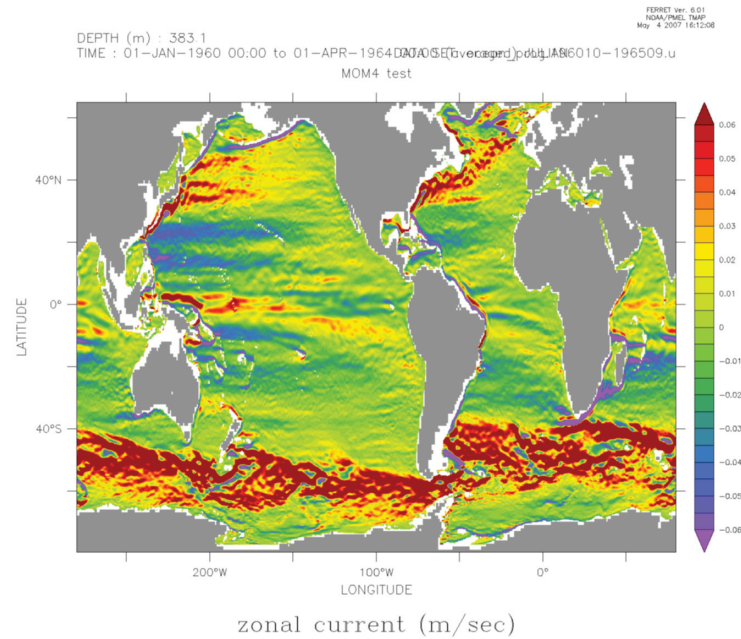 FERRET Ver. 6.01
NOAA/PMEL TMAP
May 4 2007 16:12:08
DEPTH (m) : 383.1
TIME : 01-JAN-1960 00:00 to 01-APR-1964
MOM4 test
0.06
0.05
0.04
0.03
0.02
0.01
0
-0.01
-0.02
-0.03
-0.04
-0.05
-0.06
40°N
0°
40°S
LATITUDE
200°W
100°W
0°
LONGITUDE
zonal current (m/sec)